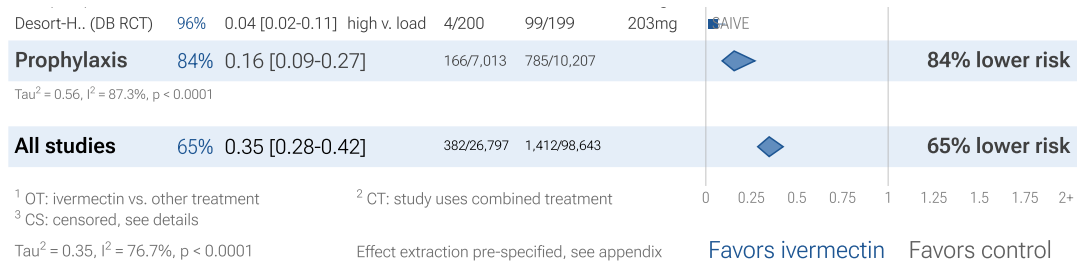 Desort-H.. (DB RCT) 96% 0.04 [0.02-0.11] high v. load 4/200 99/199 203mg SAIVE
Prophylaxis 84% 0.16 [0.09-0.27] 166/7,013 785/10,207 84% lower risk
Tau² = 0.56, I² = 87.3%, p < 0.0001
All studies 65% 0.35 [0.28-0.42] 382/26,797 1,412/98,643 65% lower risk
0 0.25 0.5 0.75 1 1.25 1.5 1.75 2+
¹ OT: ivermectin vs. other treatment ² CT: study uses combined treatment
³ CS: censored, see details
Tau² = 0.35, I² = 76.7%, p < 0.0001 Effect extraction pre-specified, see appendix Favors ivermectin Favors control